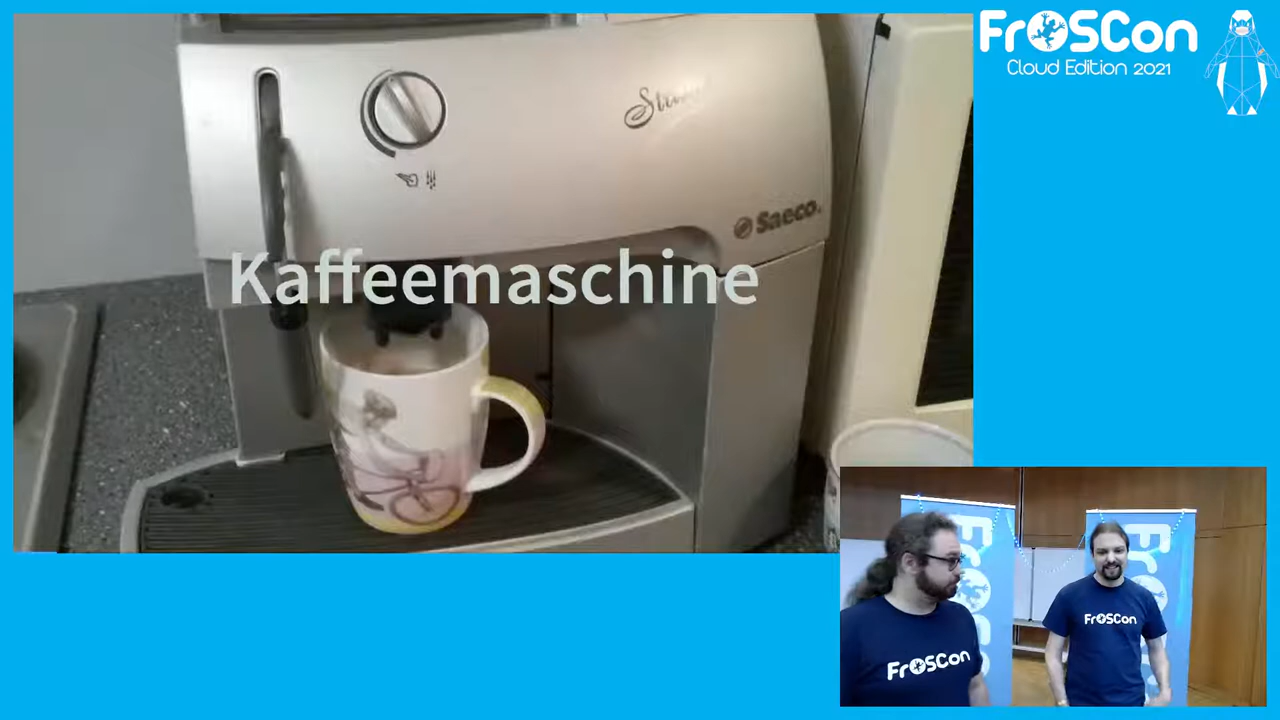 FrOSCon
Cloud Edition 2021
Saeco
Kaffeemaschine
FrOSCon
FrOSCon